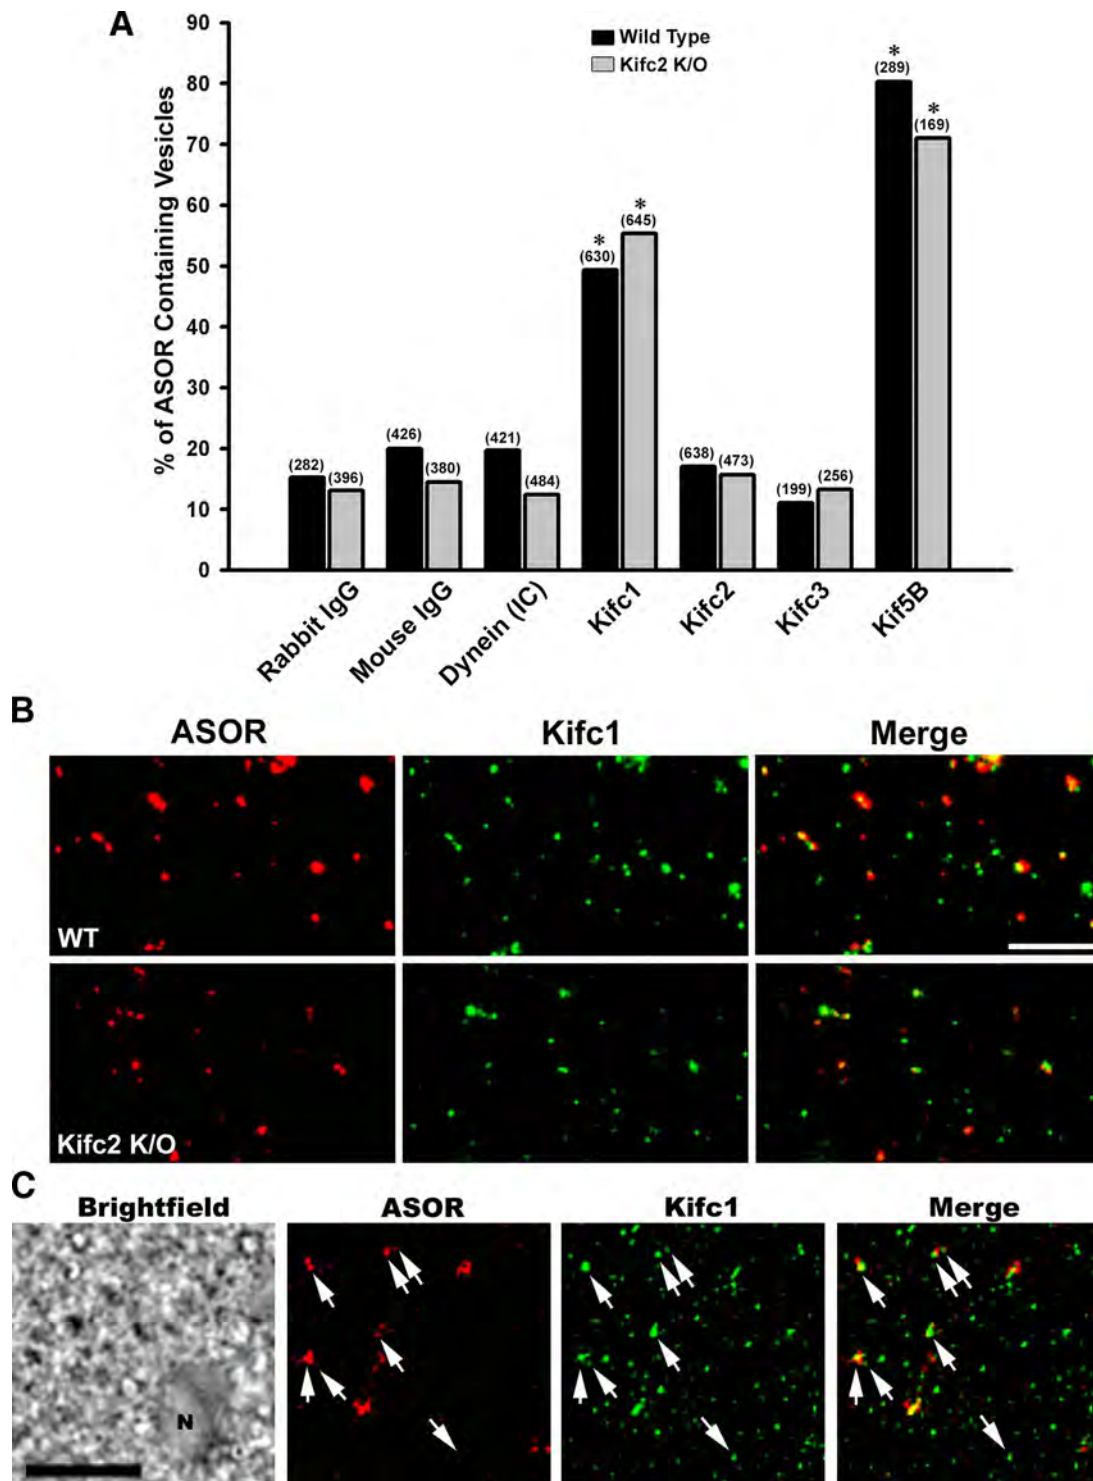 A
90
80
70
60
50
40
30
20
10
0
% of ASOR Containing Vesicles
Wild Type
Kifc2 K/O
(282)
(396)
(426)
(380)
(421)
(484)
*
(630)
*
(645)
(638)
(473)
(199)
(256)
*
(289)
*
(169)
Rabbit IgG
Mouse IgG
Dynein (IC)
Kifc1
Kifc2
Kifc3
Kif5B
B
ASOR
Kifc1
Merge
WT
Kifc2 K/O
C
Brightfield
ASOR
Kifc1
Merge
N